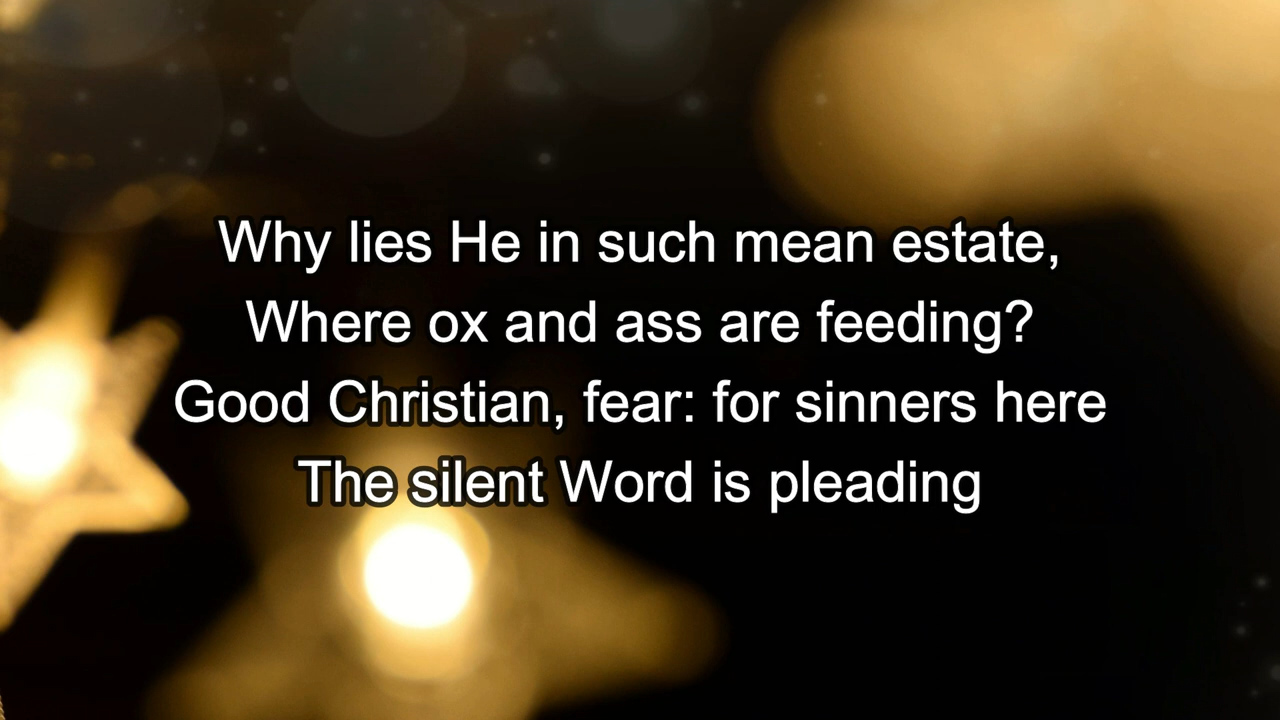 Why lies He in such mean estate,
Where ox and ass are feeding?
Good Christian, fear: for sinners here
The silent Word is pleading